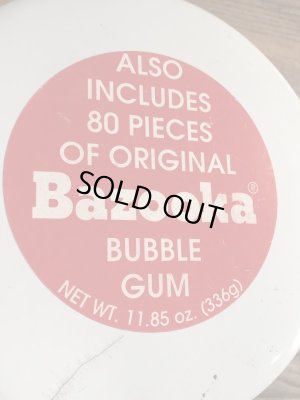 ALSO
INCLUDES
80 PIECES
OF ORIGINAL
Bazooka®
SOLD OUT
BUBBLE
GUM
NET WT. 11.85 oz. (336g)